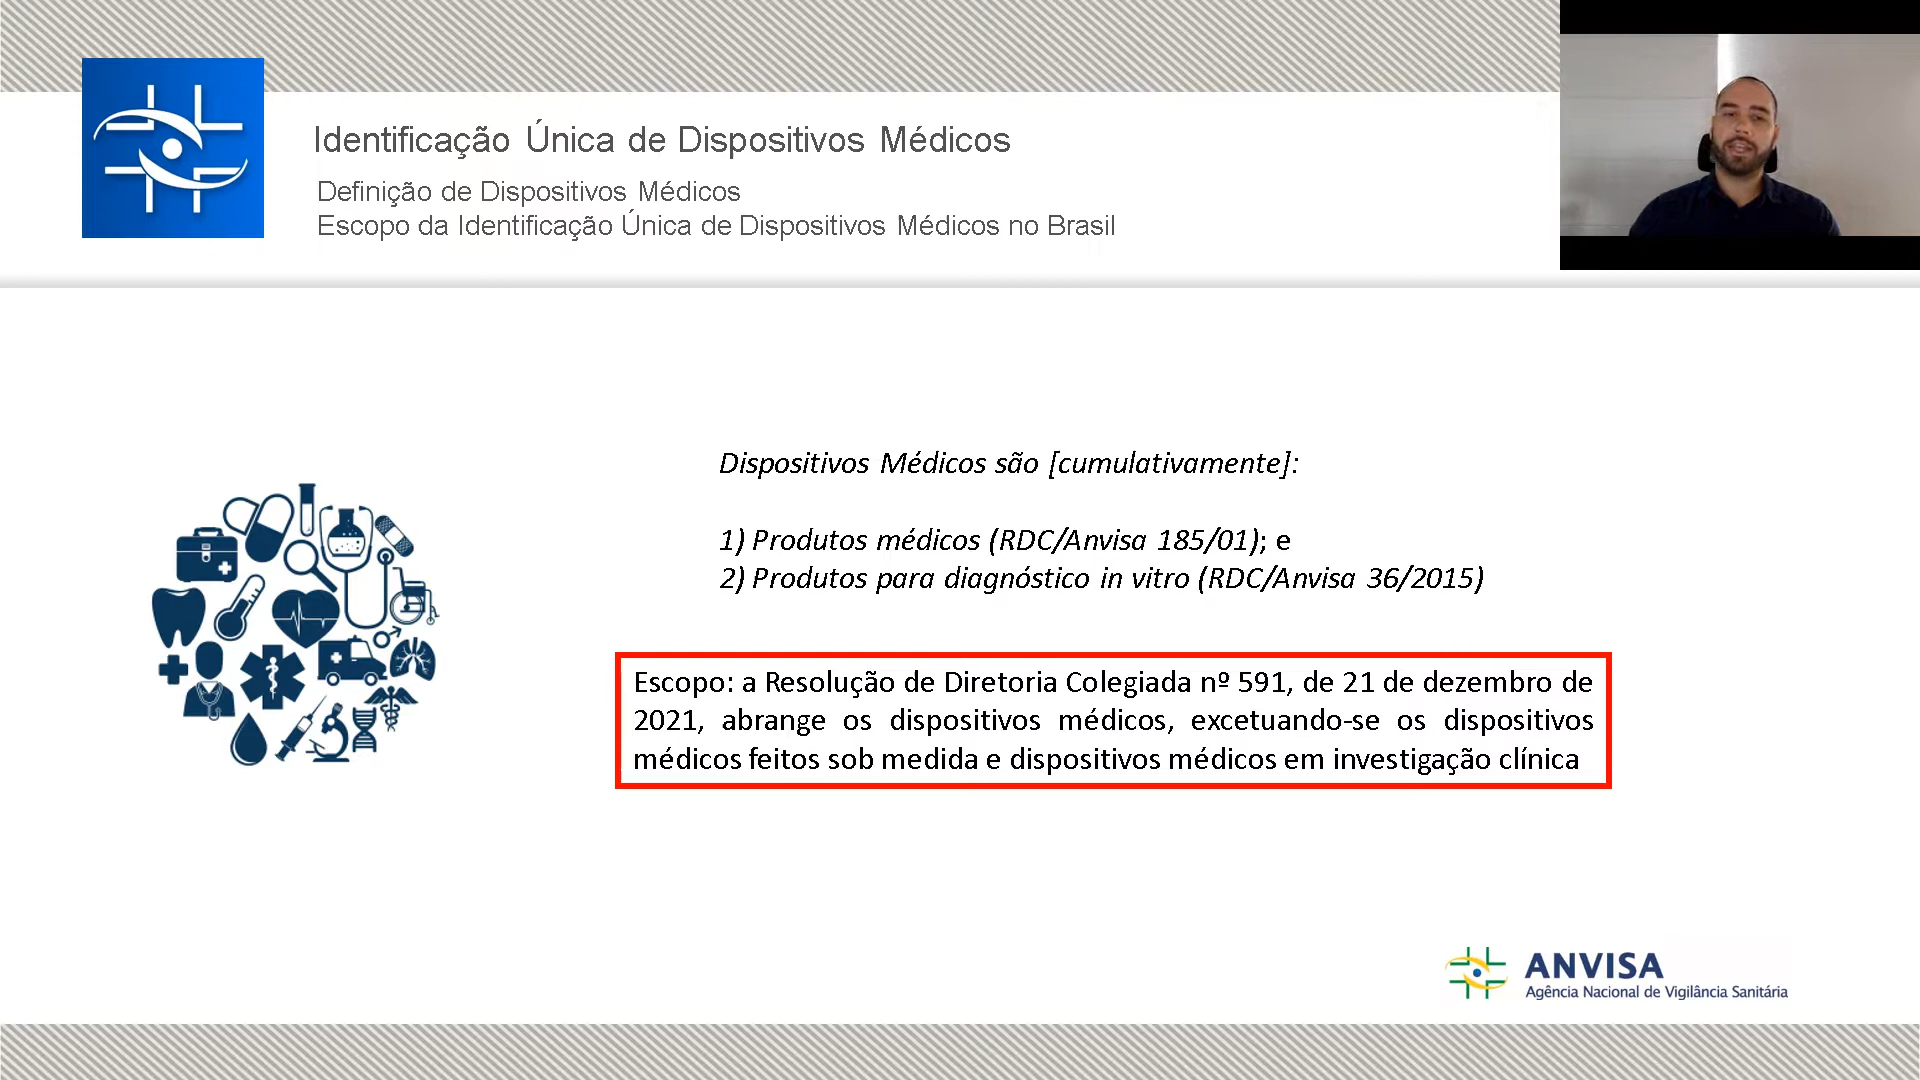 Identificação Única de Dispositivos Médicos
Definição de Dispositivos Médicos
Escopo da Identificação Única de Dispositivos Médicos no Brasil
Dispositivos Médicos são [cumulativamente]:
1) Produtos médicos (RDC/Anvisa 185/01); e
2) Produtos para diagnóstico in vitro (RDC/Anvisa 36/2015)
Escopo: a Resolução de Diretoria Colegiada nº 591, de 21 de dezembro de
2021, abrange os dispositivos médicos, excetuando-se os dispositivos
médicos feitos sob medida e dispositivos médicos em investigação clínica
ANVISA
Agência Nacional de Vigilância Sanitária